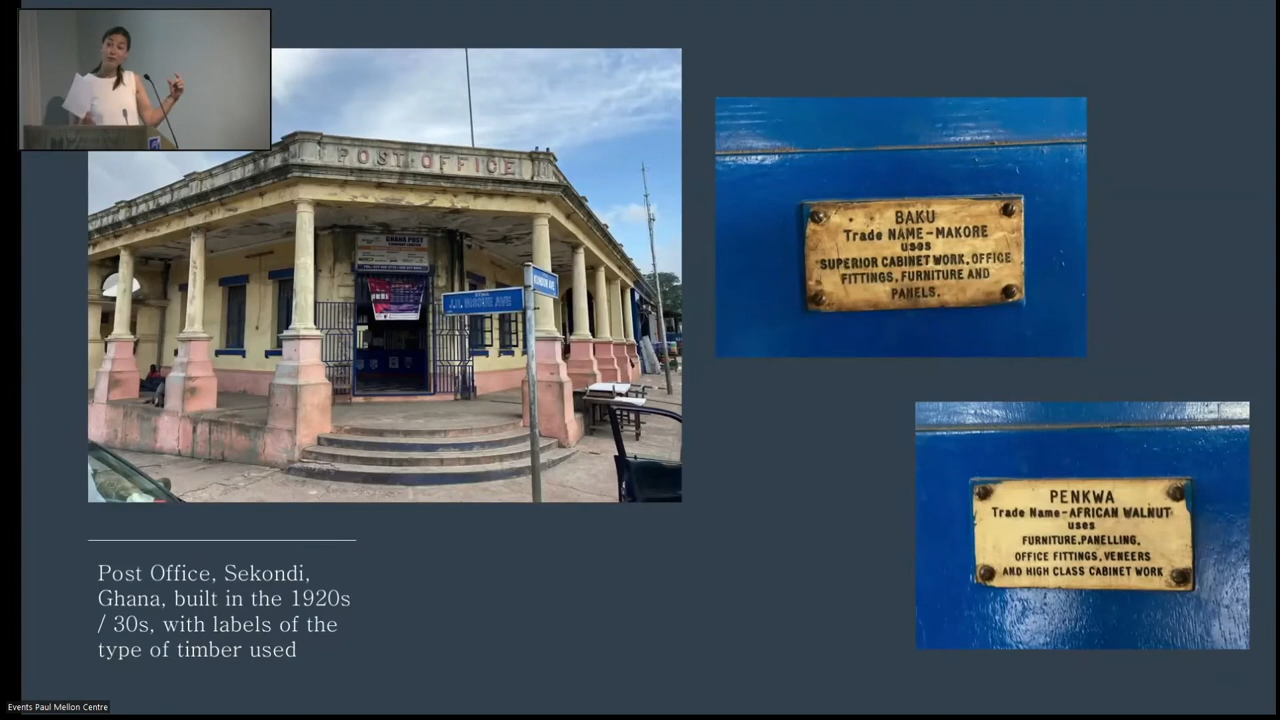 POST OFFICE
GHANA POST
BAKU
Trade NAME-MAKORE
uses
SUPERIOR CABINET WORK, OFFICE
FITTINGS, FURNITURE AND
PANELS.
PENKWA
Trade Name-AFRICAN WALNUT
uses
FURNITURE, PANELLING,
OFFICE FITTINGS, VENEERS
AND HIGH CLASS CABINET WORK
Post Office, Sekondi,
Ghana, built in the 1920s
/ 30s, with labels of the
type of timber used
Events Paul Mellon Centre